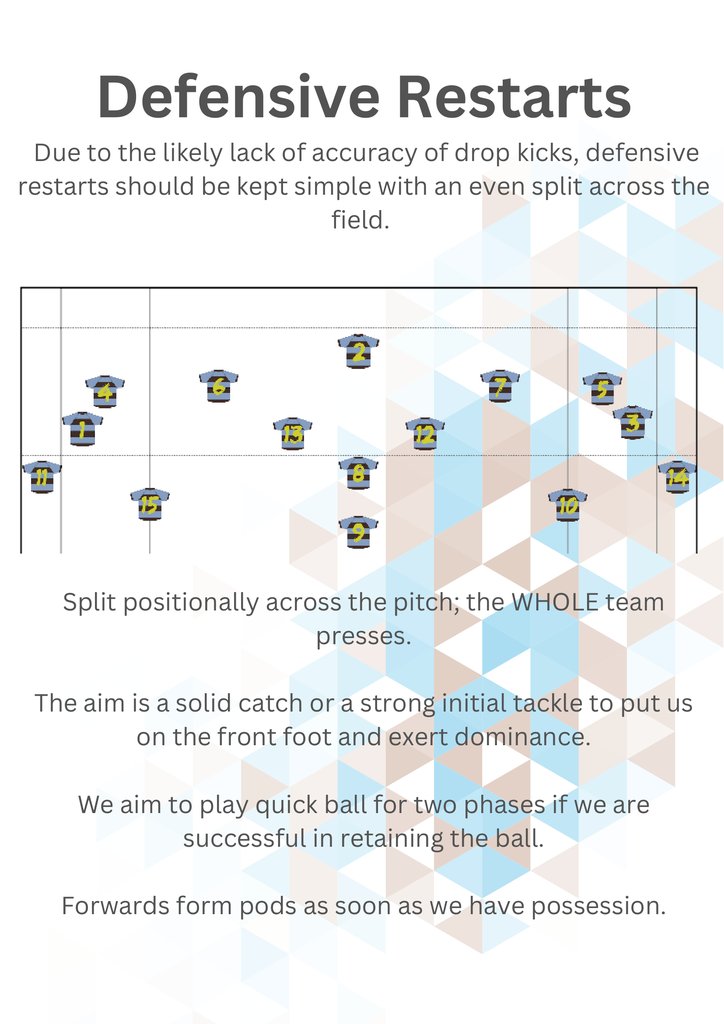 Defensive Restarts
Due to the likely lack of accuracy of drop kicks, defensive
restarts should be kept simple with an even split across the
field.
2
4
6
7
5
1
13
12
3
11
8
14
15
10
9
Split positionally across the pitch; the WHOLE team
presses.
The aim is a solid catch or a strong initial tackle to put us
on the front foot and exert dominance.
We aim to play quick ball for two phases if we are
successful in retaining the ball.
Forwards form pods as soon as we have possession.